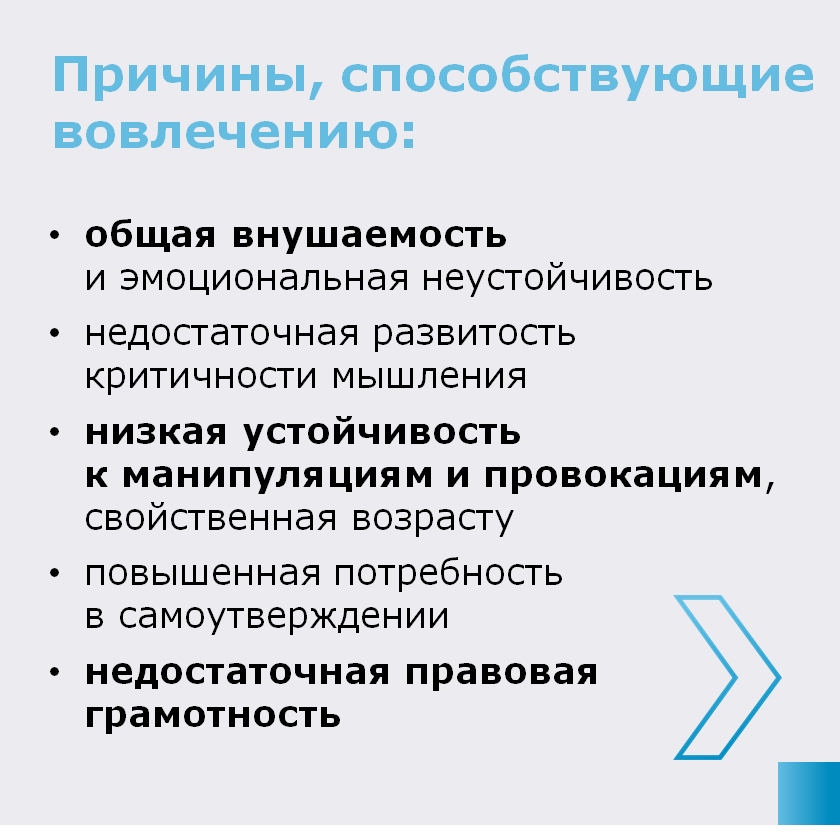 Причины, способствующие
вовлечению:
• общая внушаемость
и эмоциональная неустойчивость
• недостаточная развитость
критичности мышления
• низкая устойчивость
к манипуляциям и провокациям,
свойственная возрасту
• повышенная потребность
в самоутверждении
• недостаточная правовая
грамотность